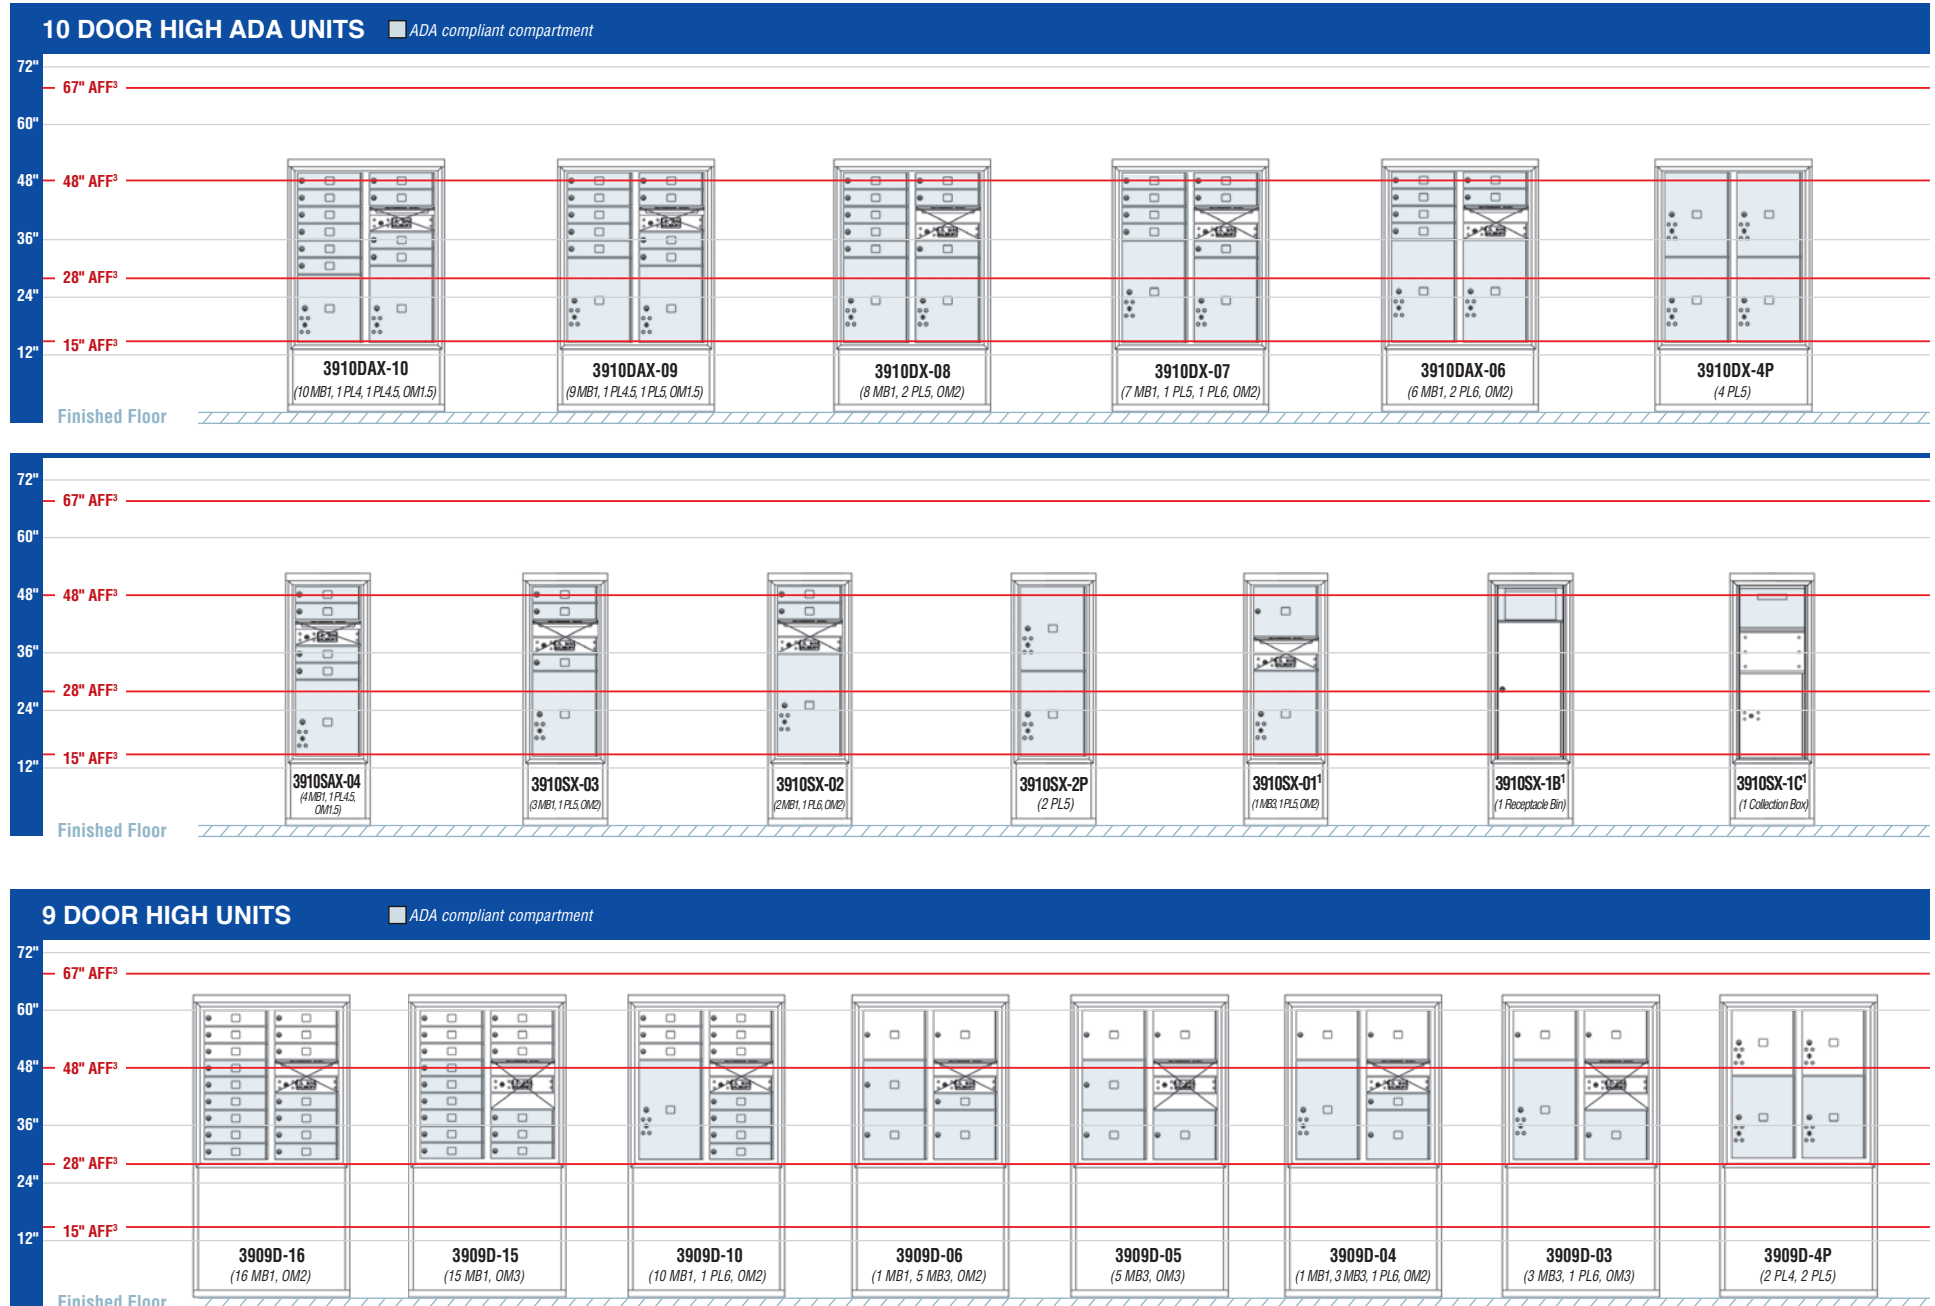 10 DOOR HIGH ADA UNITS ADA compliant compartment
72"
67" AFF³
60"
48" 48" AFF³
36"
28" AFF³
24"
15" AFF³
12"
3910DAX-10 3910DAX-09 3910DX-08 3910DX-07 3910DAX-06 3910DX-4P
(10 MB1, 1 PL4, 1 PL4.5, OM1.5) (9 MB1, 1 PL4.5, 1 PL5, OM1.5) (8 MB1, 2 PL5, OM2) (7 MB1, 1 PL5, 1 PL6, OM2) (6 MB1, 2 PL6, OM2) (4 PL5)
Finished Floor
72"
67" AFF³
60"
48" 48" AFF³
36"
28" AFF³
24"
15" AFF³
12"
3910SAX-04 3910SX-03 3910SX-02 3910SX-2P 3910SX-01¹ 3910SX-1B¹ 3910SX-1C¹
(4 MB1, 1 PL4.5, (3 MB1, 1 PL5, OM2) (2 MB1, 1 PL6, OM2) (2 PL5) (1 MB3, 1 PL5, OM2) (1 Receptacle Bin) (1 Collection Box)
OM1.5)
Finished Floor
9 DOOR HIGH UNITS ADA compliant compartment
72"
67" AFF³
60"
48" 48" AFF³
36"
28" AFF³
24"
15" AFF³
12"
3909D-16 3909D-15 3909D-10 3909D-06 3909D-05 3909D-04 3909D-03 3909D-4P
(16 MB1, OM2) (15 MB1, OM3) (10 MB1, 1 PL6, OM2) (1 MB1, 5 MB3, OM2) (5 MB3, OM3) (1 MB1, 3 MB3, 1 PL6, OM2) (3 MB3, 1 PL6, OM3) (2 PL4, 2 PL5)
Finished Floor